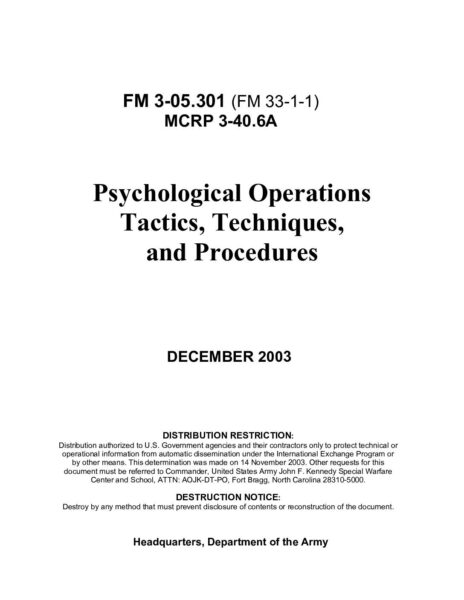 FM 3-05.301 (FM 33-1-1)
MCRP 3-40.6A
Psychological Operations
Tactics, Techniques,
and Procedures
DECEMBER 2003
DISTRIBUTION RESTRICTION:
Distribution authorized to U.S. Government agencies and their contractors only to protect technical or
operational information from automatic dissemination under the International Exchange Program or
by other means. This determination was made on 14 November 2003. Other requests for this
document must be referred to Commander, United States Army John F. Kennedy Special Warfare
Center and School, ATTN: AOJK-DT-PO, Fort Bragg, North Carolina 28310-5000.
DESTRUCTION NOTICE:
Destroy by any method that must prevent disclosure of contents or reconstruction of the document.
Headquarters, Department of the Army